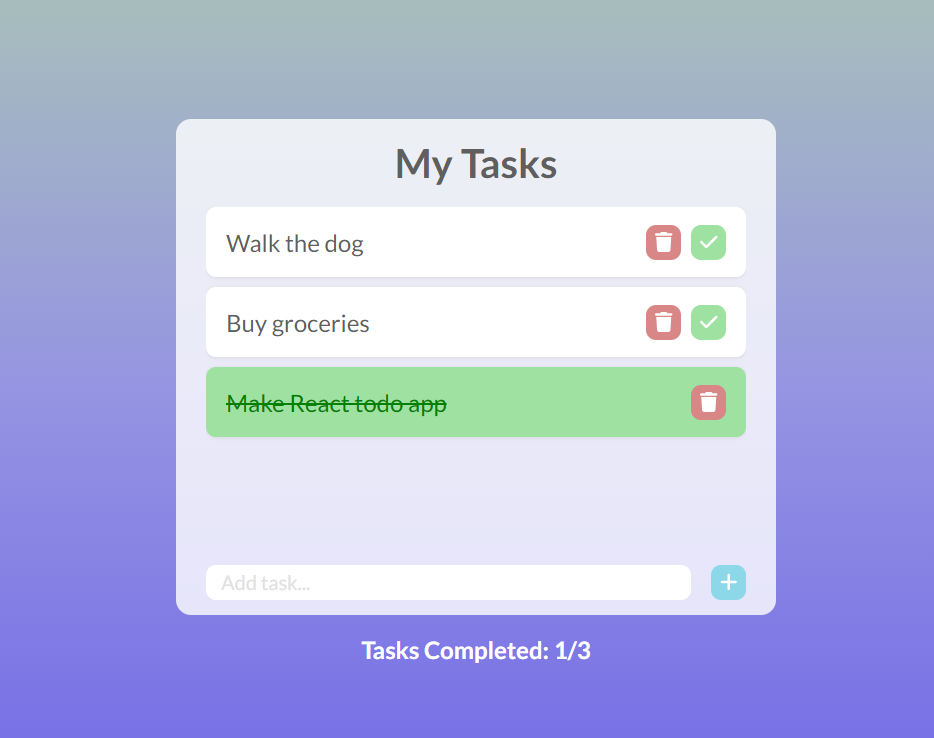 My Tasks
Walk the dog
Buy groceries
Make React todo app
Add task...
Tasks Completed: 1/3